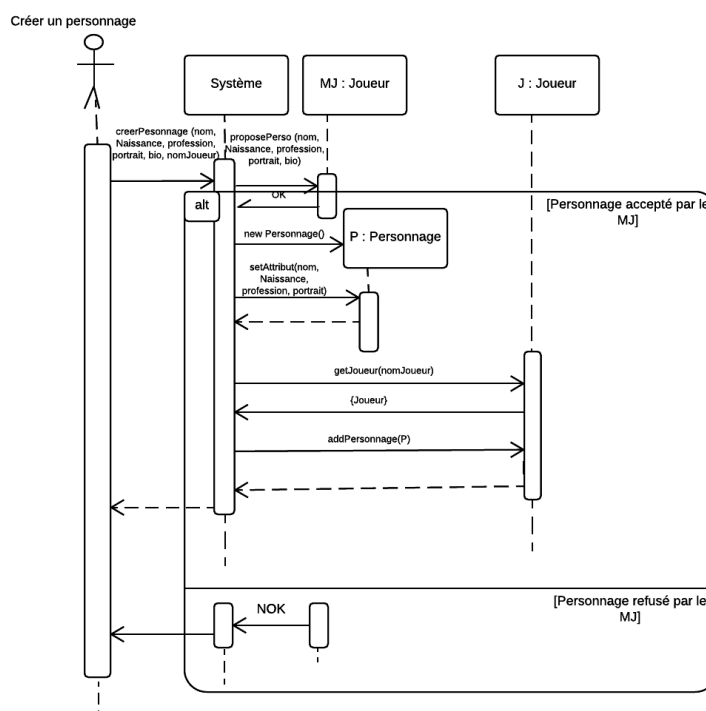 Créer un personnage
Système
MJ : Joueur
J : Joueur
creerPesonnage (nom,
Naissance, profession,
portrait, bio, nomJoueur)
proposePerso (nom,
Naissance, profession,
portrait, bio)
OK
alt
[Personnage accepté par le
MJ]
new Personnage()
P : Personnage
setAttribut(nom,
Naissance,
profession, portrait)
getJoueur(nomJoueur)
{Joueur}
addPersonnage(P)
[Personnage refusé par le
MJ]
NOK